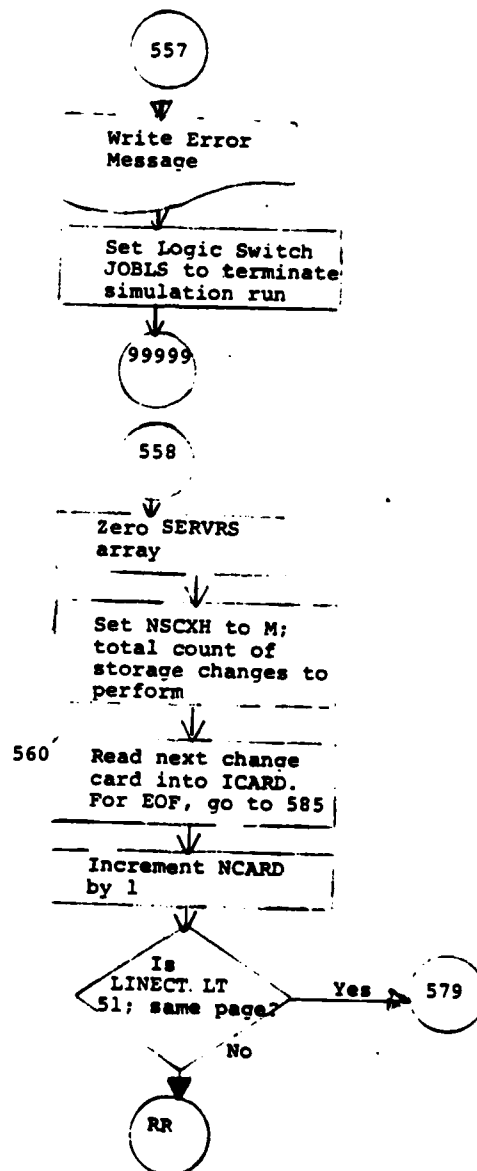 557
Write Error
Message
Set Logic Switch
JOBLS to terminate
simulation run
99999
558
Zero SERVRS
array
Set NSCXH to M;
total count of
storage changes to
perform
560
Read next change
card into ICARD.
For EOF, go to 585
Increment NCARD
by 1
Is
LINECT. LT
51; same page?
Yes
579
No
RR